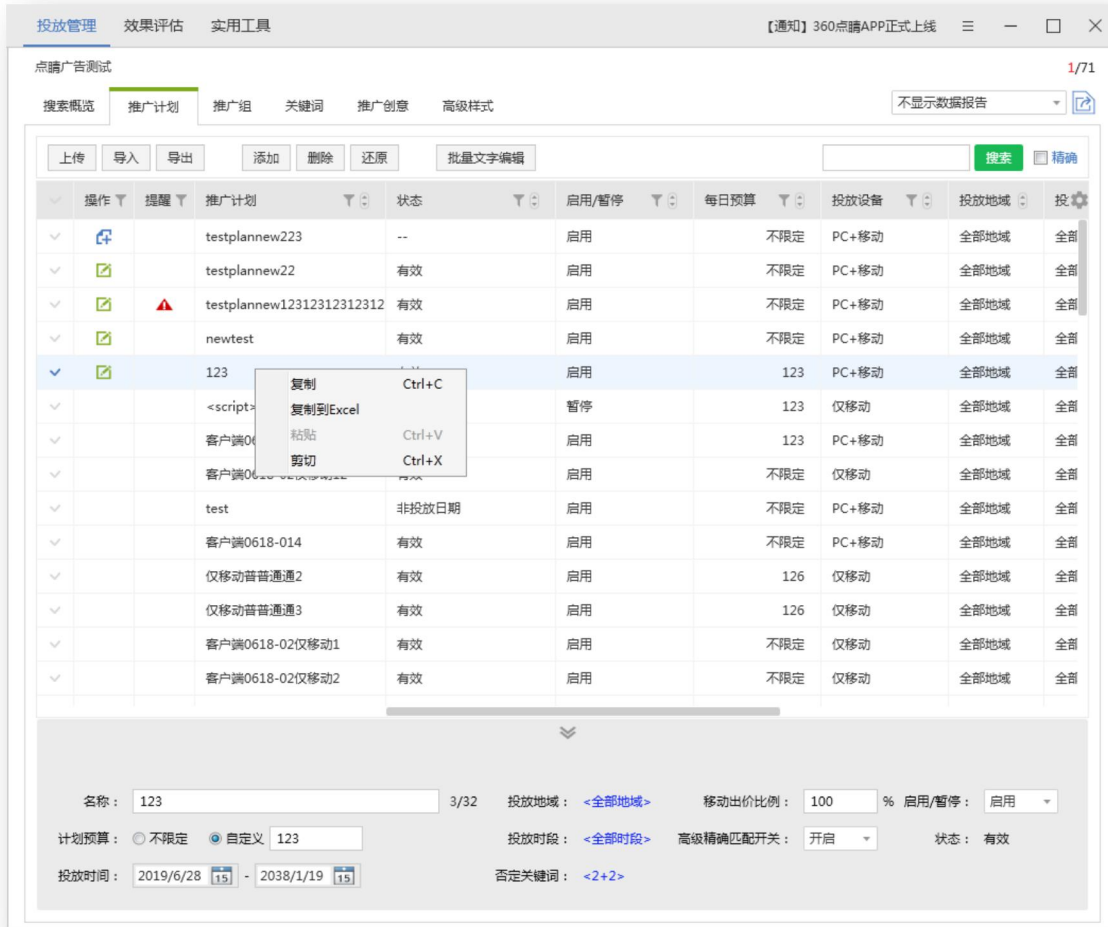 投放管理 效果评估 实用工具 【通知】360点睛APP正式上线
点睛广告测试 1/71
搜索概览 推广计划 推广组 关键词 推广创意 高级样式 不显示数据报告
上传 导入 导出 添加 删除 还原 批量文字编辑 搜索 精确
操作 提醒 推广计划 状态 启用/暂停 每日预算 投放设备 投放地域 投
testplannew223 -- 启用 不限定 PC+移动 全部地域 全部
testplannew22 有效 启用 不限定 PC+移动 全部地域 全部
testplannew12312312312312 有效 启用 不限定 PC+移动 全部地域 全部
newtest 有效 启用 不限定 PC+移动 全部地域 全部
123 启用 123 PC+移动 全部地域 全部
复制 Ctrl+C
<script> 暂停 123 仅移动 全部地域 全部
复制到Excel
客户端06 启用 123 PC+移动 全部地域 全部
粘贴 Ctrl+V
剪切 Ctrl+X
启用 不限定 仅移动 全部地域 全部
test 非投放日期 启用 不限定 PC+移动 全部地域 全部
客户端0618-014 有效 启用 不限定 PC+移动 全部地域 全部
仅移动普普通通2 有效 启用 126 仅移动 全部地域 全部
仅移动普普通通3 有效 启用 126 仅移动 全部地域 全部
客户端0618-02仅移动1 有效 启用 不限定 仅移动 全部地域 全部
客户端0618-02仅移动2 有效 启用 不限定 仅移动 全部地域 全部
名称： 123 3/32 投放地域： <全部地域> 移动出价比例： 100 % 启用/暂停： 启用
计划预算： 不限定 自定义 123 投放时段： <全部时段> 高级精确匹配开关： 开启 状态： 有效
投放时间： 2019/6/28 15 - 2038/1/19 15 否定关键词： <2+2>